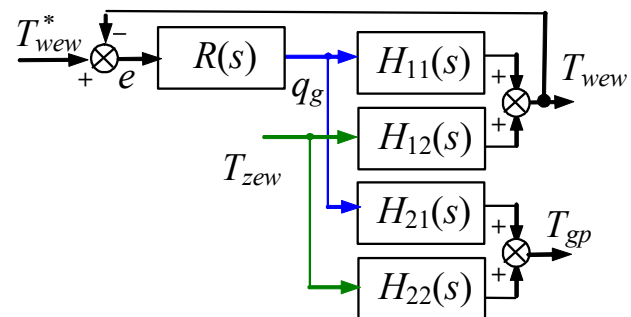 T*wew
−
+
e
R(s)
qg
H11(s)
+
Twew
+
H12(s)
Tzew
H21(s)
+
Tgp
+
H22(s)